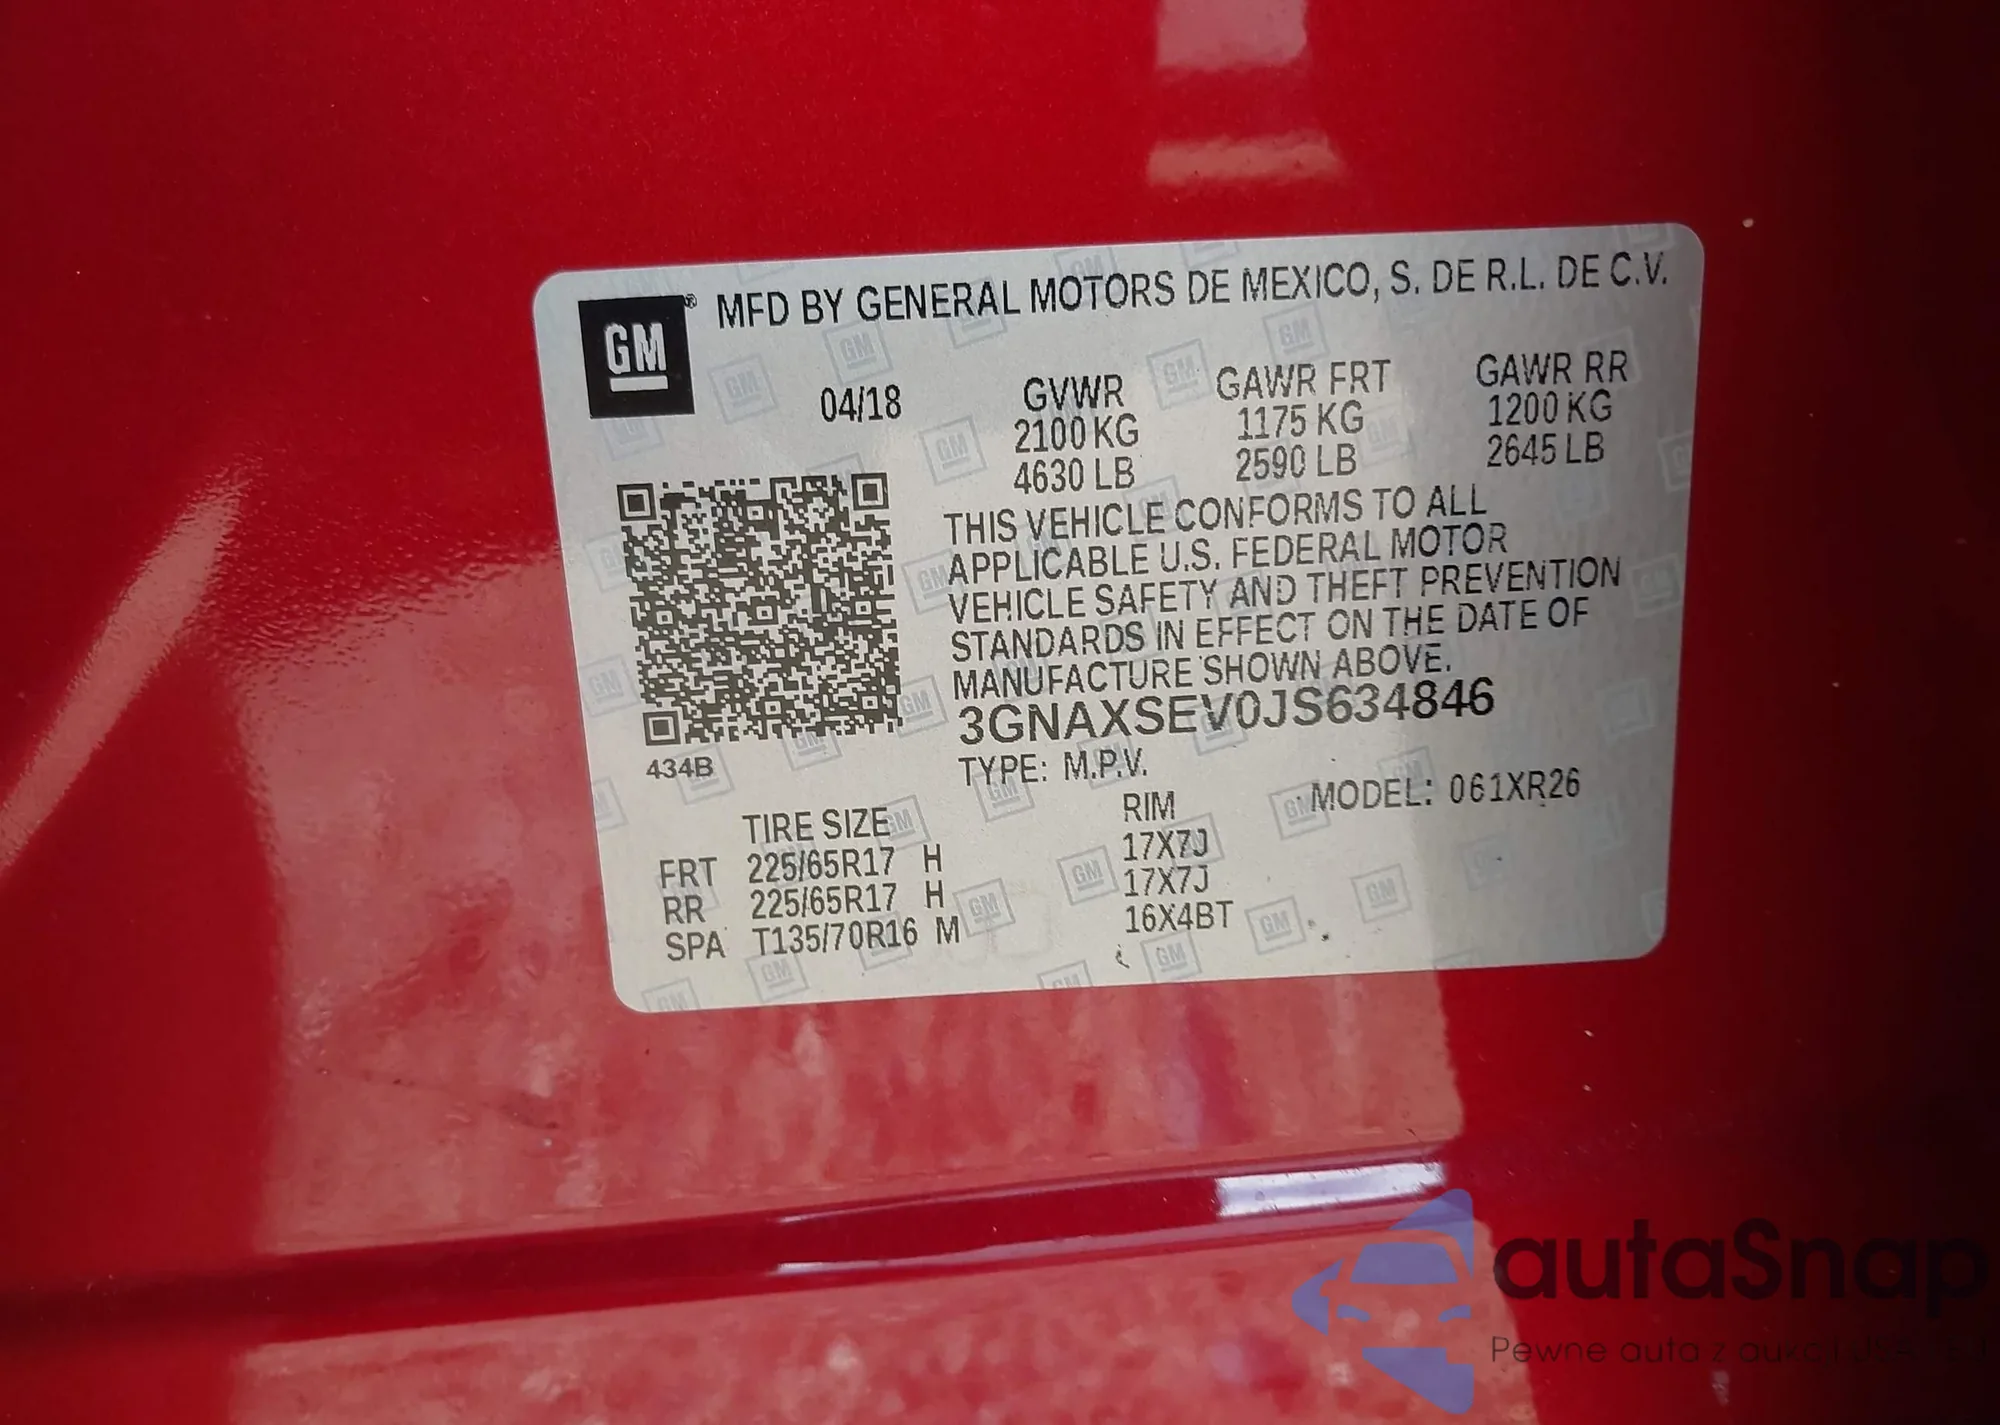 GM ® MFD BY GENERAL MOTORS DE MEXICO, S. DE R.L. DE C.V.
04/18 GVWR GAWR FRT GAWR RR
2100 KG 1175 KG 1200 KG
4630 LB 2590 LB 2645 LB
THIS VEHICLE CONFORMS TO ALL
APPLICABLE U.S. FEDERAL MOTOR
VEHICLE SAFETY AND THEFT PREVENTION
STANDARDS IN EFFECT ON THE DATE OF
MANUFACTURE SHOWN ABOVE.
3GNAXSEV0JS634846
434B
TYPE: M.P.V. MODEL: 061XR26
TIRE SIZE RIM
FRT 225/65R17 H 17X7J
RR 225/65R17 H 17X7J
SPA T135/70R16 M 16X4BT
autaSnap
Pewne auta z aukcji